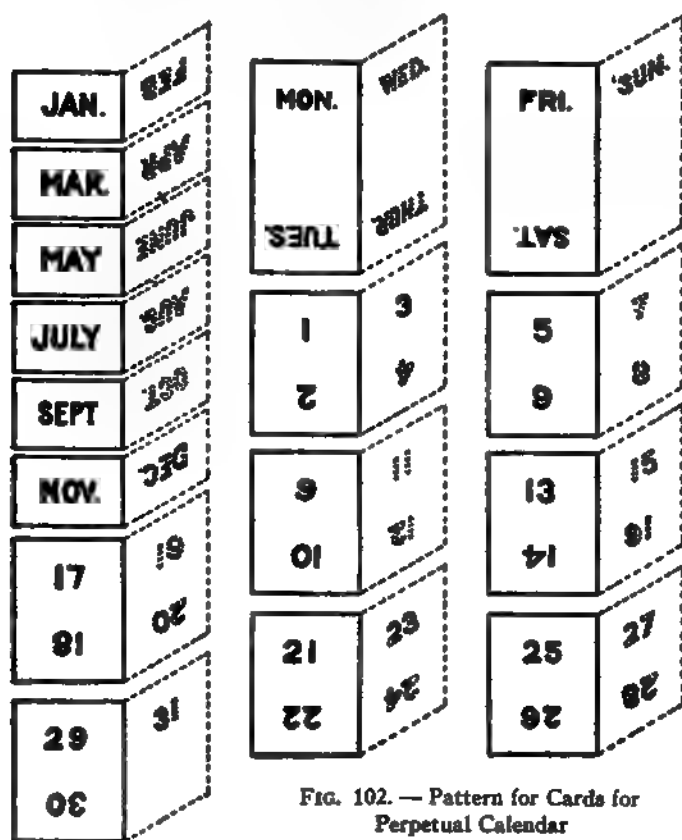 JAN. FEB
MAR. APR
MAY JUNE
JULY AUG
SEPT OCT
NOV. DEC.
17 19
18 20
29 31
30
MON. WED.
TUES. THUR.
1 3
2 4
9 11
10 12
21 23
22 24
FRI. SUN.
SAT.
5 7
6 8
13 15
14 16
25 27
26 28
FIG. 102. — Pattern for Cards for
Perpetual Calendar